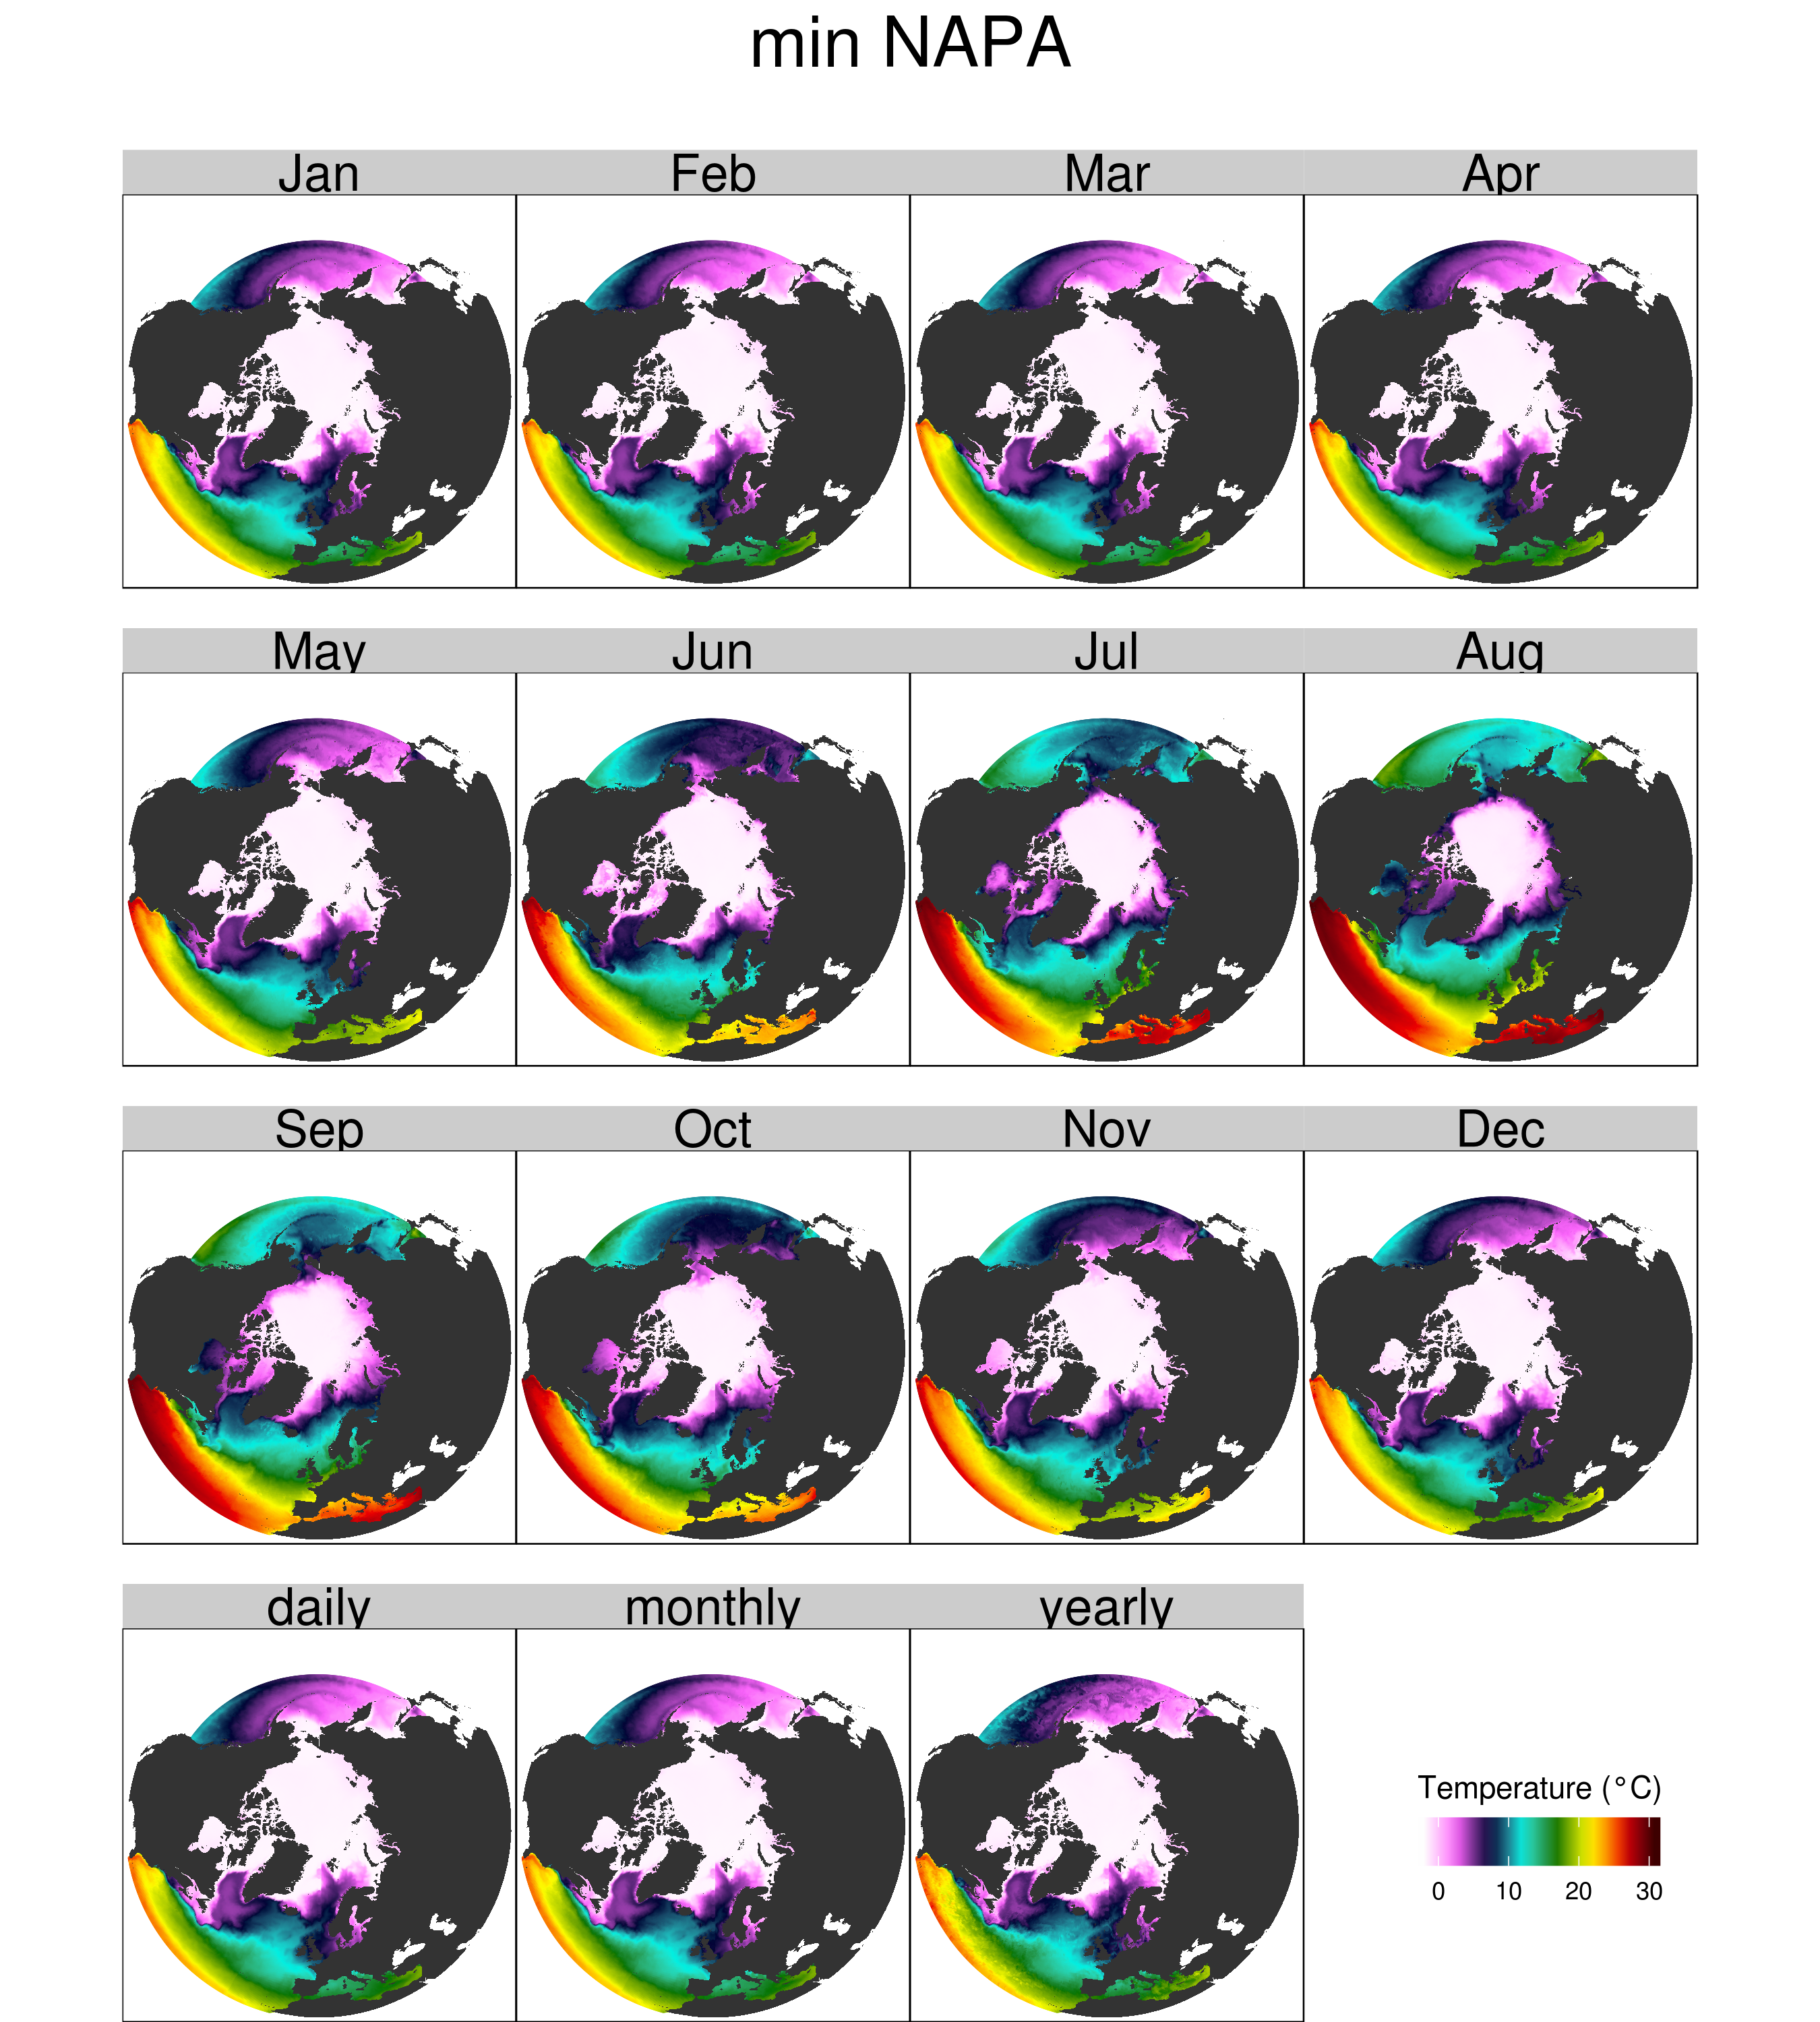 min NAPA
Jan Feb Mar Apr
May Jun Jul Aug
Sep Oct Nov Dec
daily monthly yearly
Temperature (°C)
0 10 20 30